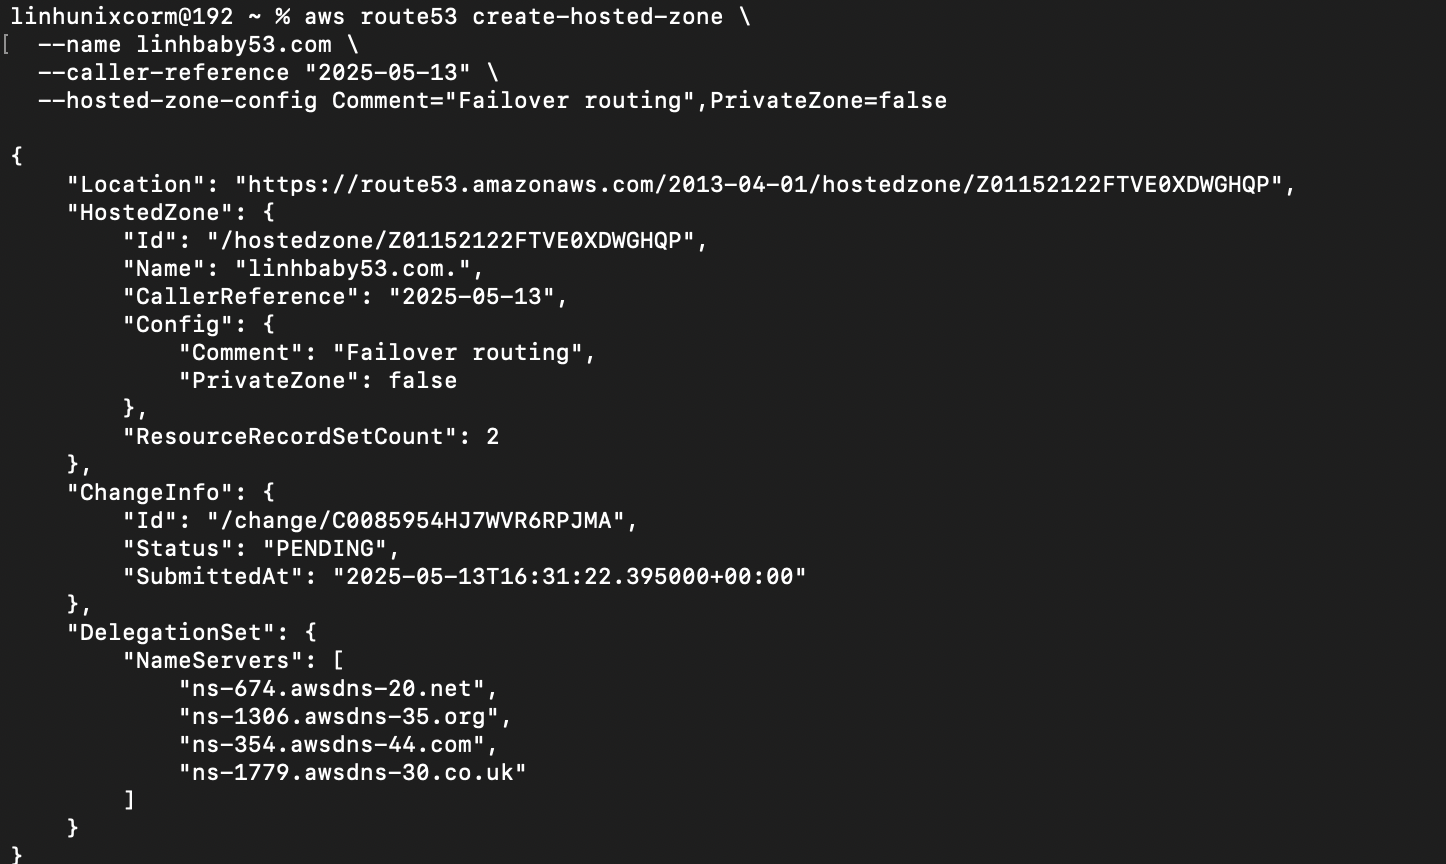 linhunixcorm@192 ~ % aws route53 create-hosted-zone \
[  --name linhbaby53.com \
  --caller-reference "2025-05-13" \
  --hosted-zone-config Comment="Failover routing",PrivateZone=false

{
    "Location": "https://route53.amazonaws.com/2013-04-01/hostedzone/Z01152122FTVE0XDWGHQP",
    "HostedZone": {
        "Id": "/hostedzone/Z01152122FTVE0XDWGHQP",
        "Name": "linhbaby53.com.",
        "CallerReference": "2025-05-13",
        "Config": {
            "Comment": "Failover routing",
            "PrivateZone": false
        },
        "ResourceRecordSetCount": 2
    },
    "ChangeInfo": {
        "Id": "/change/C0085954HJ7WVR6RPJMA",
        "Status": "PENDING",
        "SubmittedAt": "2025-05-13T16:31:22.395000+00:00"
    },
    "DelegationSet": {
        "NameServers": [
            "ns-674.awsdns-20.net",
            "ns-1306.awsdns-35.org",
            "ns-354.awsdns-44.com",
            "ns-1779.awsdns-30.co.uk"
        ]
    }
}